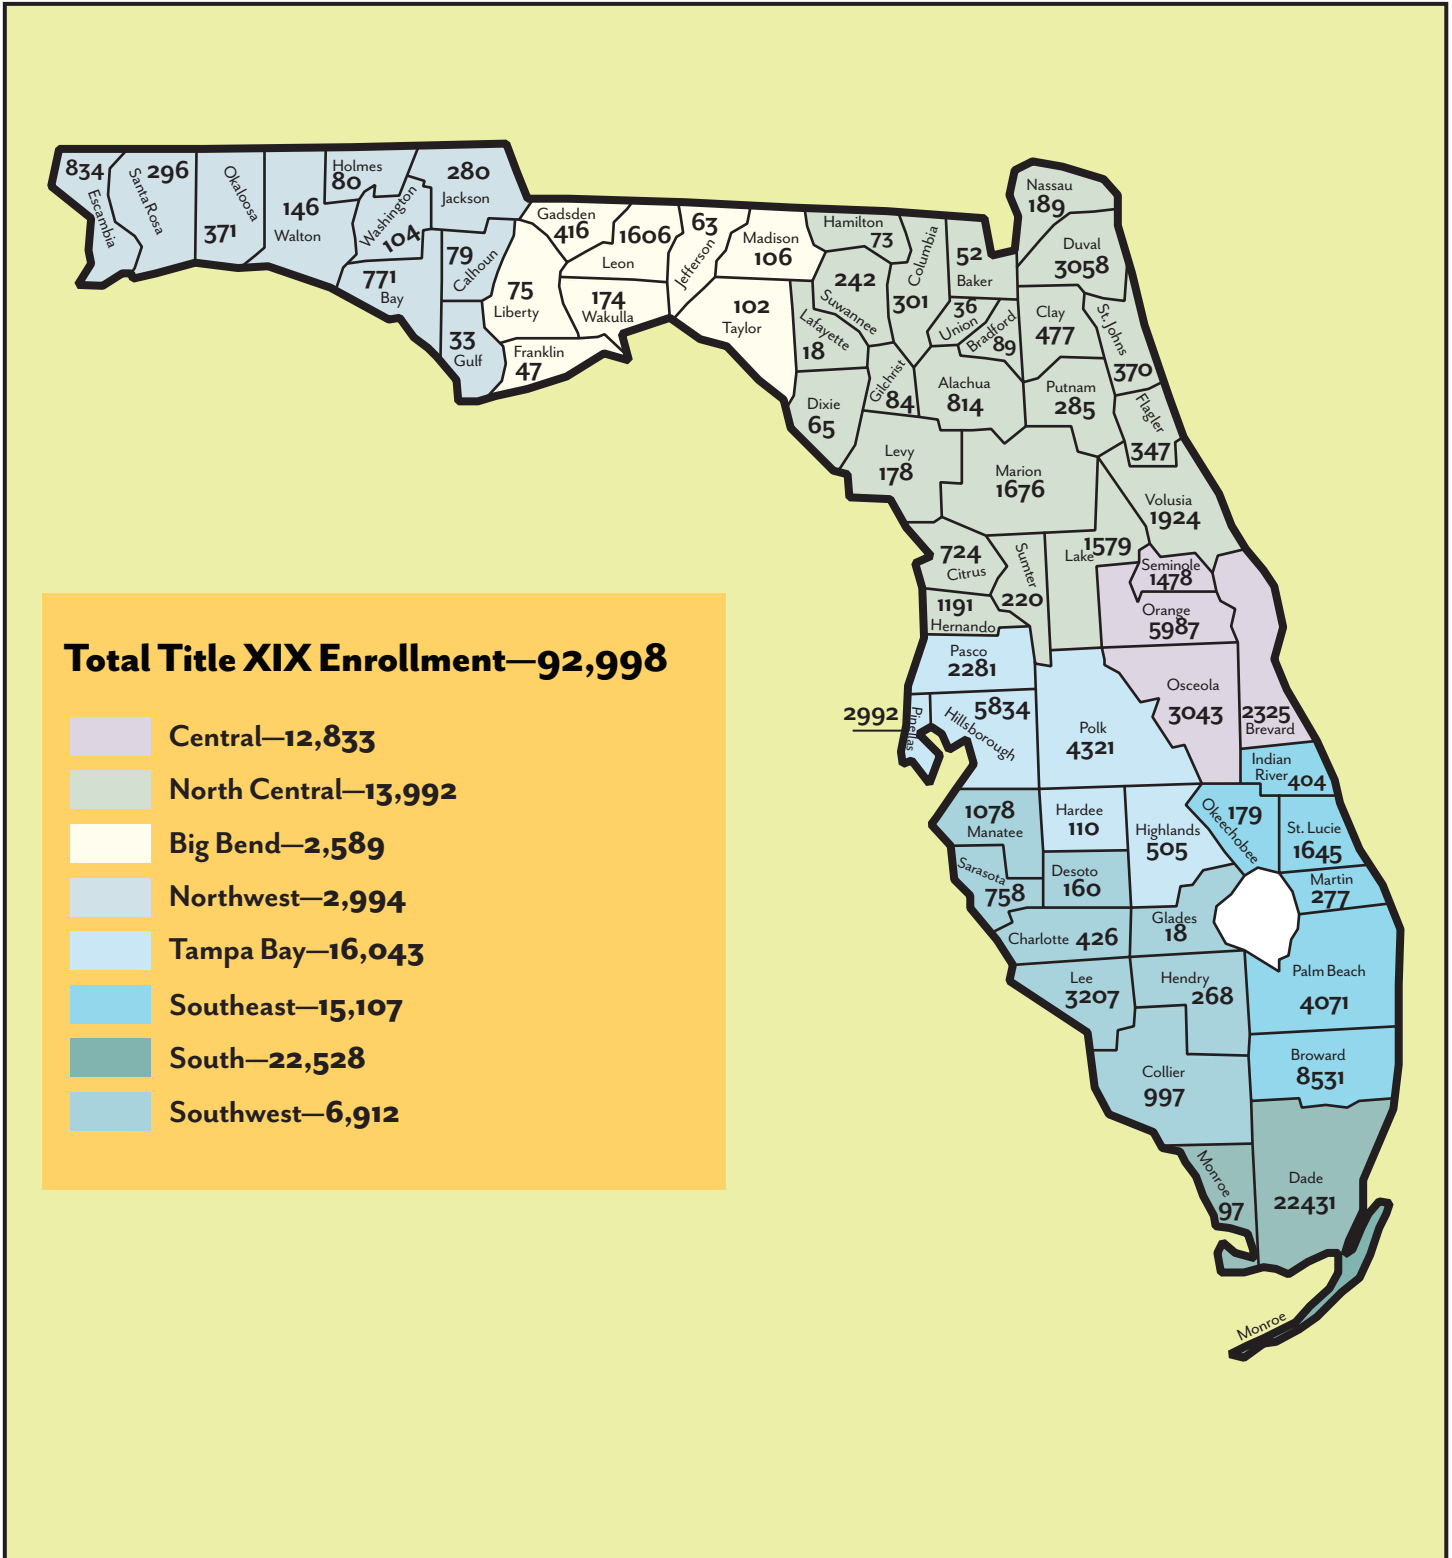 834
Escambia
296
Santa Rosa
Okaloosa
371
146
Walton
Holmes
80
Washington
104
280
Jackson
771
Bay
79
Calhoun
33
Gulf
Gadsden
416
75
Liberty
Franklin
47
1606
Leon
174
Wakulla
63
Jefferson
Madison
106
102
Taylor
Hamilton
73
242
Suwannee
Lafayette
18
Columbia
301
52
Baker
36
Union
Bradford
89
Nassau
189
Duval
3058
Clay
477
St. Johns
370
Dixie
65
Gilchrist
84
Alachua
814
Putnam
285
Flagler
347
Levy
178
Marion
1676
Volusia
1924
724
Citrus
Sumter
220
Lake
1579
Seminole
1478
1191
Hernando
Orange
5987
Pasco
2281
Osceola
3043
2325
Brevard
2992
Pinellas
5834
Hillsborough
Polk
4321
Indian
River 404
1078
Manatee
Hardee
110
Highlands
505
179
Okeechobee
St. Lucie
1645
Sarasota
758
Desoto
160
Martin
277
Charlotte 426
Glades
18
Lee
3207
Hendry
268
Palm Beach
4071
Collier
997
Broward
8531
Monroe
97
Dade
22431
Monroe
Total Title XIX Enrollment—92,998
Central—12,833
North Central—13,992
Big Bend—2,589
Northwest—2,994
Tampa Bay—16,043
Southeast—15,107
South—22,528
Southwest—6,912